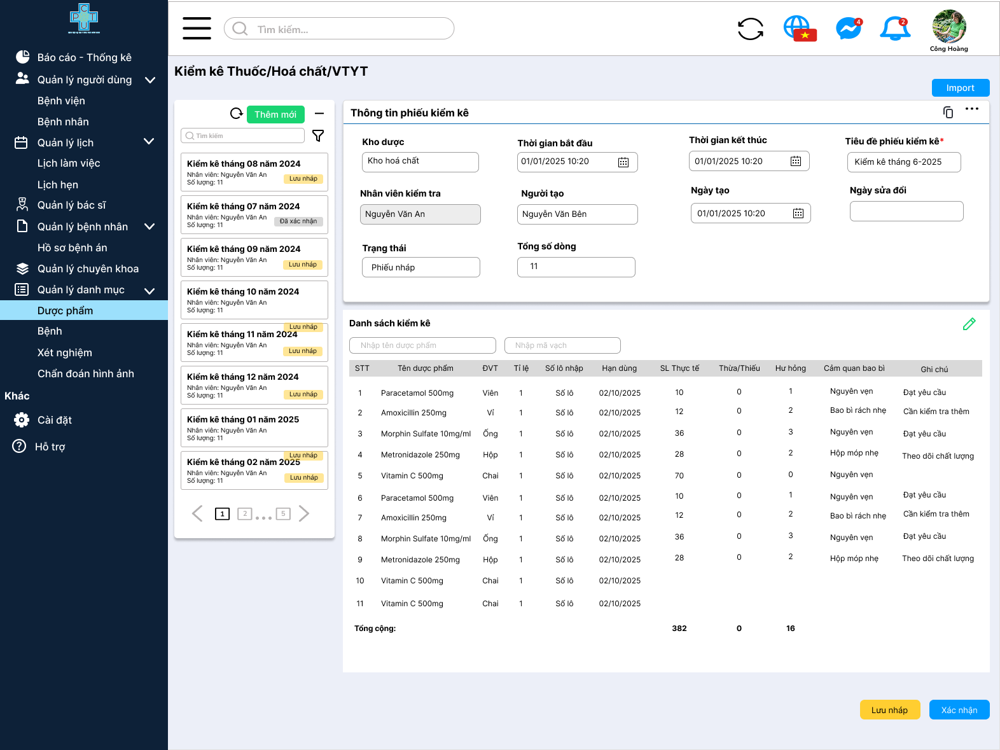 PCTU
Báo cáo - Thống kê
Quản lý người dùng
Bệnh viện
Bệnh nhân
Quản lý lịch
Lịch làm việc
Lịch hẹn
Quản lý bác sĩ
Quản lý bệnh nhân
Hồ sơ bệnh án
Quản lý chuyên khoa
Quản lý danh mục
Dược phẩm
Bệnh
Xét nghiệm
Chẩn đoán hình ảnh
Khác
Cài đặt
Hỗ trợ
Tìm kiếm...
4
2
Công Hoàng
Kiểm kê Thuốc/Hoá chất/VTYT
Import
Thêm mới
Tìm kiếm
Kiểm kê tháng 08 năm 2024
Nhân viên: Nguyễn Văn An
Số lượng: 11
Lưu nháp
Kiểm kê tháng 07 năm 2024
Nhân viên: Nguyễn Văn An
Số lượng: 11
Đã xác nhận
Kiểm kê tháng 09 năm 2024
Nhân viên: Nguyễn Văn An
Số lượng: 11
Lưu nháp
Kiểm kê tháng 10 năm 2024
Nhân viên: Nguyễn Văn An
Số lượng: 11
Lưu nháp
Kiểm kê tháng 11 năm 2024
Nhân viên: Nguyễn Văn An
Số lượng: 11
Lưu nháp
Kiểm kê tháng 12 năm 2024
Nhân viên: Nguyễn Văn An
Số lượng: 11
Lưu nháp
Kiểm kê tháng 01 năm 2025
Nhân viên: Nguyễn Văn An
Số lượng: 11
Lưu nháp
Kiểm kê tháng 02 năm 2025
Nhân viên: Nguyễn Văn An
Số lượng: 11
Lưu nháp
1 2 ... 5
Thông tin phiếu kiểm kê
Kho dược
Kho hoá chất
Thời gian bắt đầu
01/01/2025 10:20
Thời gian kết thúc
01/01/2025 10:20
Tiêu đề phiếu kiểm kê*
Kiểm kê tháng 6-2025
Nhân viên kiểm tra
Nguyễn Văn An
Người tạo
Nguyễn Văn Bên
Ngày tạo
01/01/2025 10:20
Ngày sửa đổi
Trạng thái
Phiếu nháp
Tổng số dòng
11
Danh sách kiểm kê
Nhập tên dược phẩm
Nhập mã vạch
STT Tên dược phẩm ĐVT Tỉ lệ Số lô nhập Hạn dùng SL Thực tế Thừa/Thiếu Hư hỏng Cảm quan bao bì Ghi chú
1 Paracetamol 500mg Viên 1 Số lô 02/10/2025 10 0 1 Nguyên vẹn Đạt yêu cầu
2 Amoxicillin 250mg Vỉ 1 Số lô 02/10/2025 12 0 2 Bao bì rách nhẹ Cần kiểm tra thêm
3 Morphin Sulfate 10mg/ml Ống 1 Số lô 02/10/2025 36 0 3 Nguyên vẹn Đạt yêu cầu
4 Metronidazole 250mg Hộp 1 Số lô 02/10/2025 28 0 2 Hộp móp nhẹ Theo dõi chất lượng
5 Vitamin C 500mg Chai 1 Số lô 02/10/2025 70 0 0 Nguyên vẹn
6 Paracetamol 500mg Viên 1 Số lô 02/10/2025 10 0 1 Nguyên vẹn Đạt yêu cầu
7 Amoxicillin 250mg Vỉ 1 Số lô 02/10/2025 12 0 2 Bao bì rách nhẹ Cần kiểm tra thêm
8 Morphin Sulfate 10mg/ml Ống 1 Số lô 02/10/2025 36 0 3 Nguyên vẹn Đạt yêu cầu
9 Metronidazole 250mg Hộp 1 Số lô 02/10/2025 28 0 2 Hộp móp nhẹ Theo dõi chất lượng
10 Vitamin C 500mg Chai 1 Số lô 02/10/2025
11 Vitamin C 500mg Chai 1 Số lô 02/10/2025
Tổng cộng: 382 0 16
Lưu nháp
Xác nhận